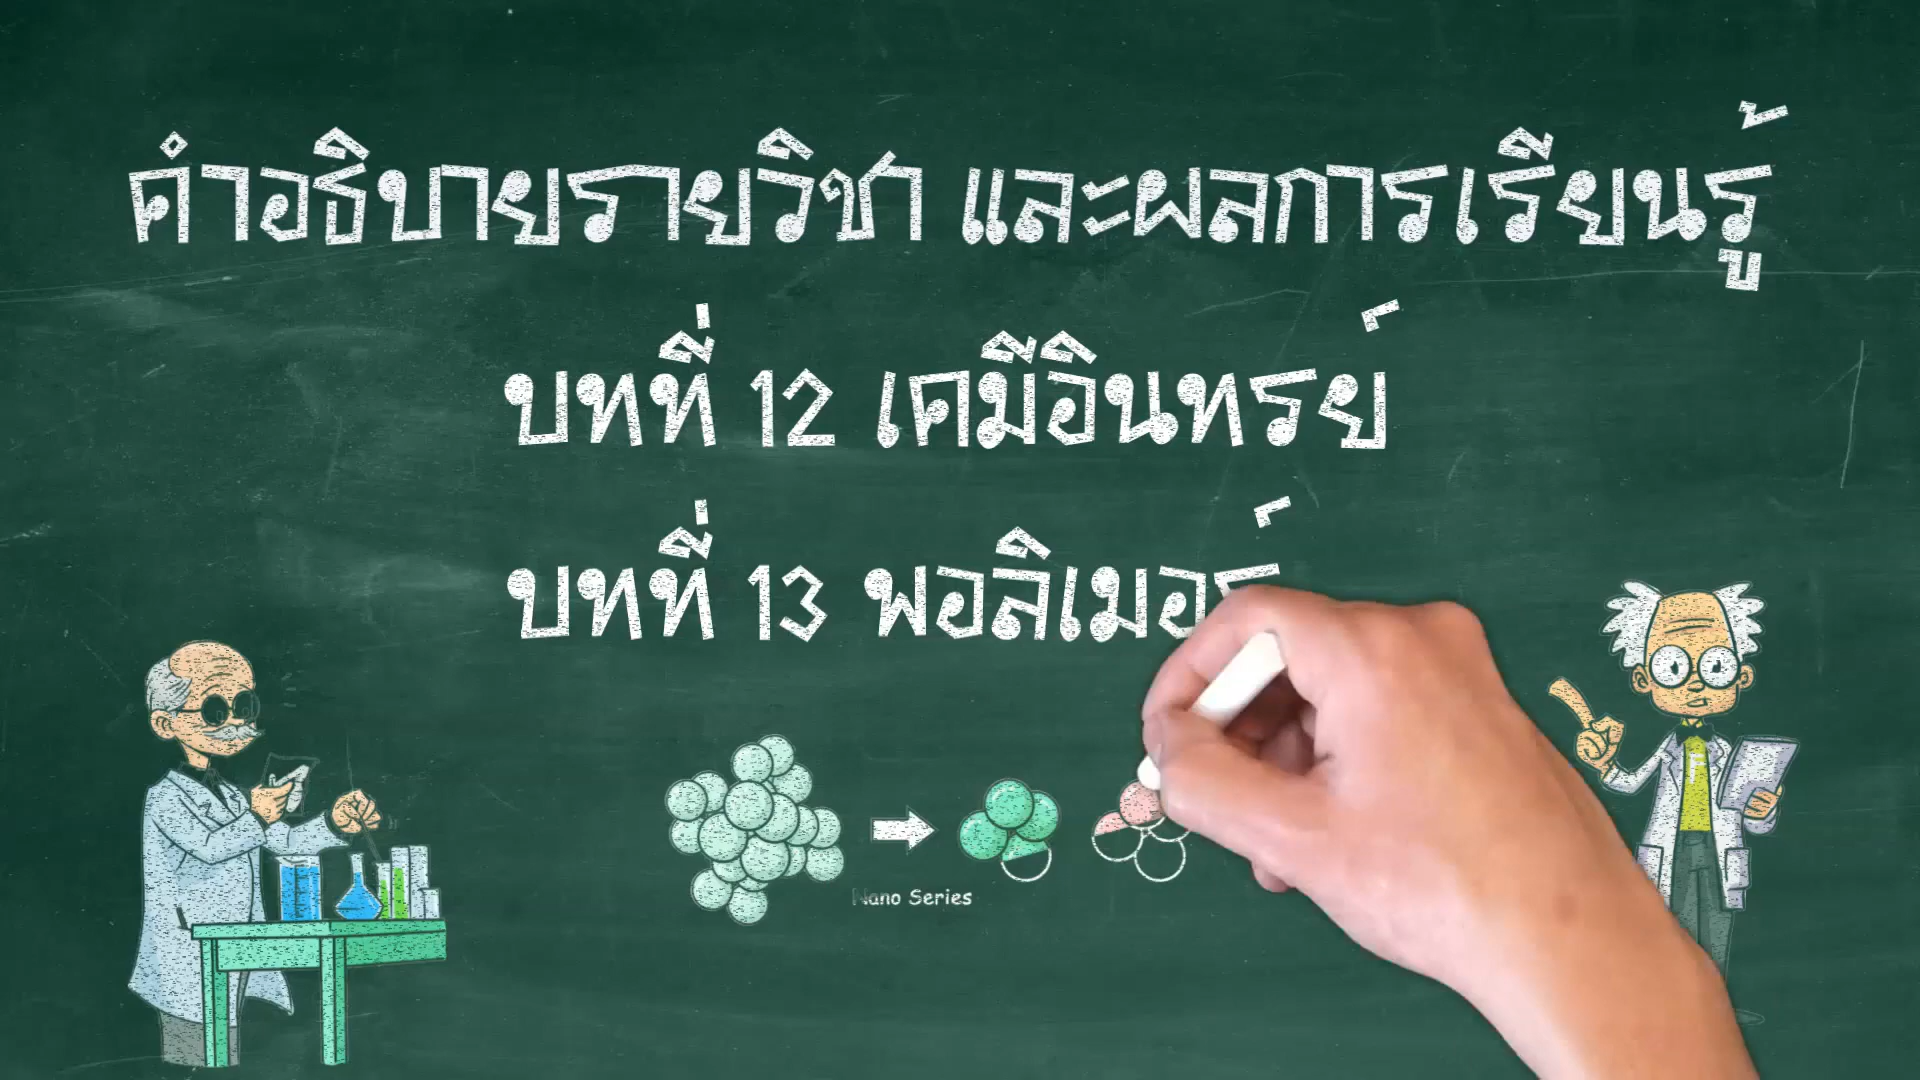 คำอธิบายรายวิชา และผลการเรียนรู้
บทที่ 12 เคมีอินทรย์
บทที่ 13 พอลิเมอร์
Nano Series
F